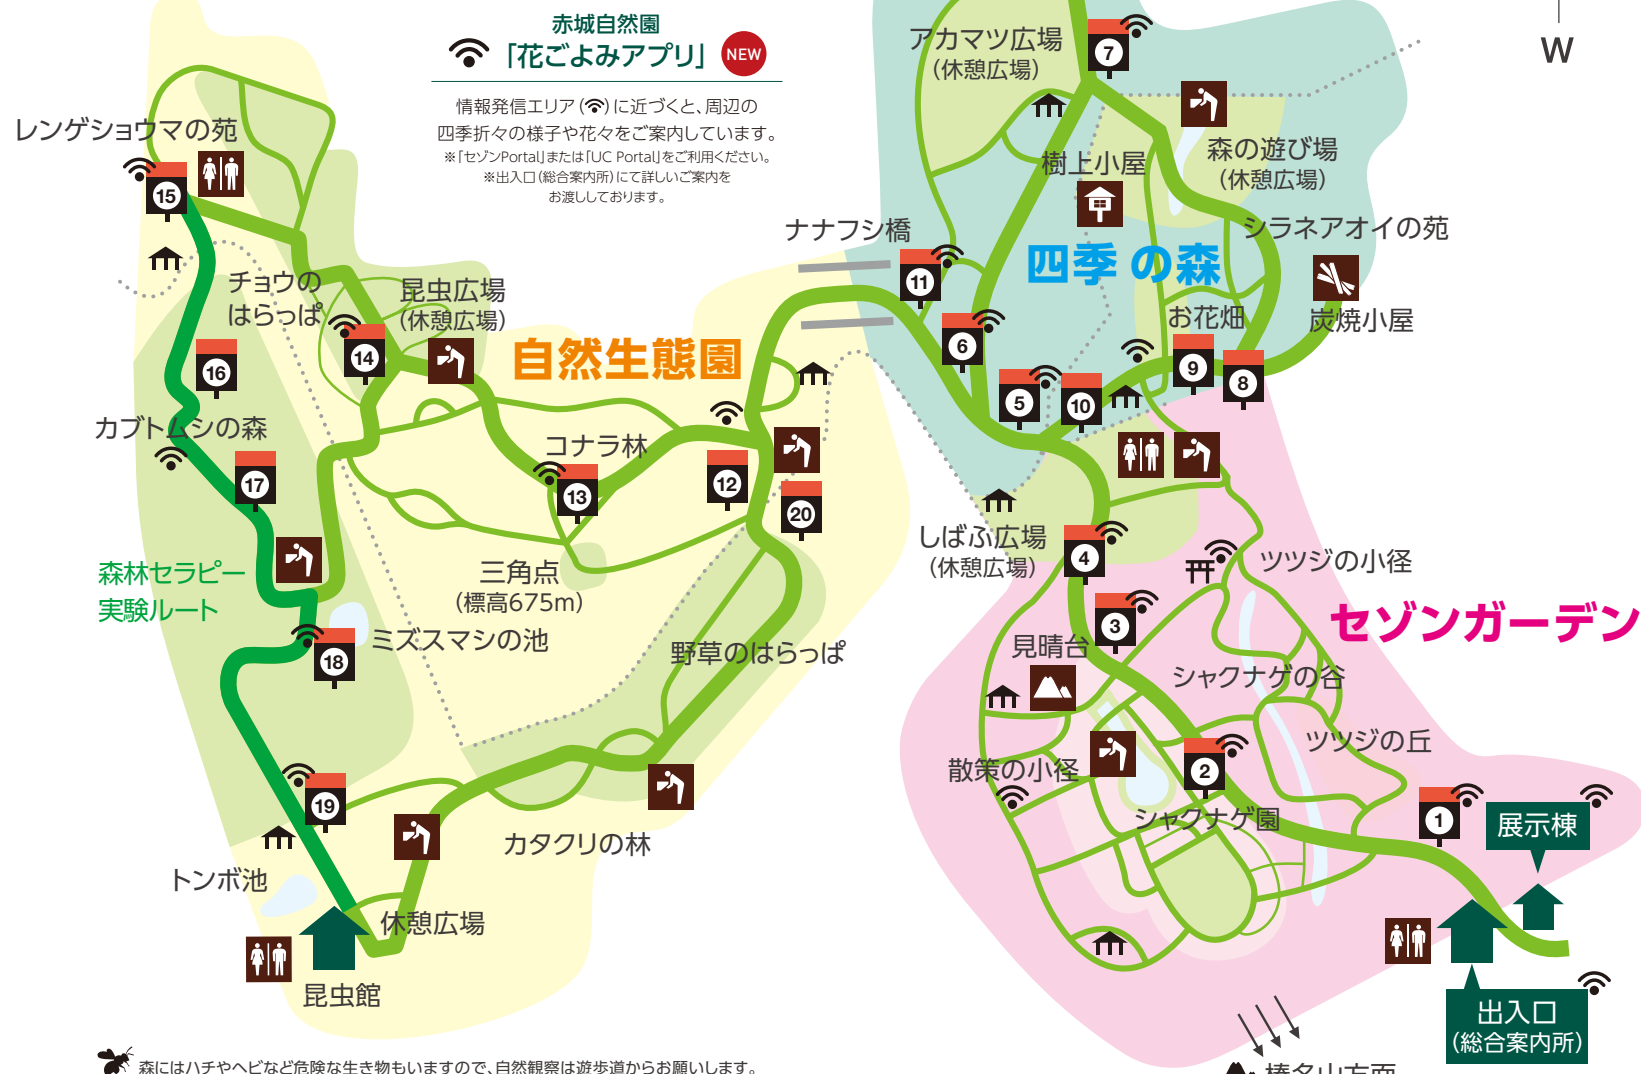 赤城自然園
「花ごよみアプリ」
NEW
情報発信エリア( )に近づくと、周辺の
四季折々の様子や花々をご案内しています。
※「セゾンPortal」または「UC Portal」をご利用ください。
※出入口(総合案内所)にて詳しいご案内を
お渡ししております。
W
アカマツ広場
(休憩広場)
7
レンゲショウマの苑
15
樹上小屋
森の遊び場
(休憩広場)
シラネアオイの苑
ナナフシ橋
11
四季の森
チョウの
はらっぱ
昆虫広場
(休憩広場)
14
自然生態園
お花畑
炭焼小屋
6
16
9
8
5
10
カブトムシの森
17
コナラ林
13
12
20
しばふ広場
(休憩広場)
4
ツツジの小径
森林セラピー
実験ルート
三角点
(標高675m)
セゾンガーデン
3
18
ミズスマシの池
野草のはらっぱ
見晴台
シャクナゲの谷
ツツジの丘
散策の小径
2
19
シャクナゲ園
1
展示棟
カタクリの林
トンボ池
休憩広場
昆虫館
出入口
(総合案内所)
森にはハチやヘビなど危険な生き物もいますので、自然観察は遊歩道からお願いします。
榛名山方面